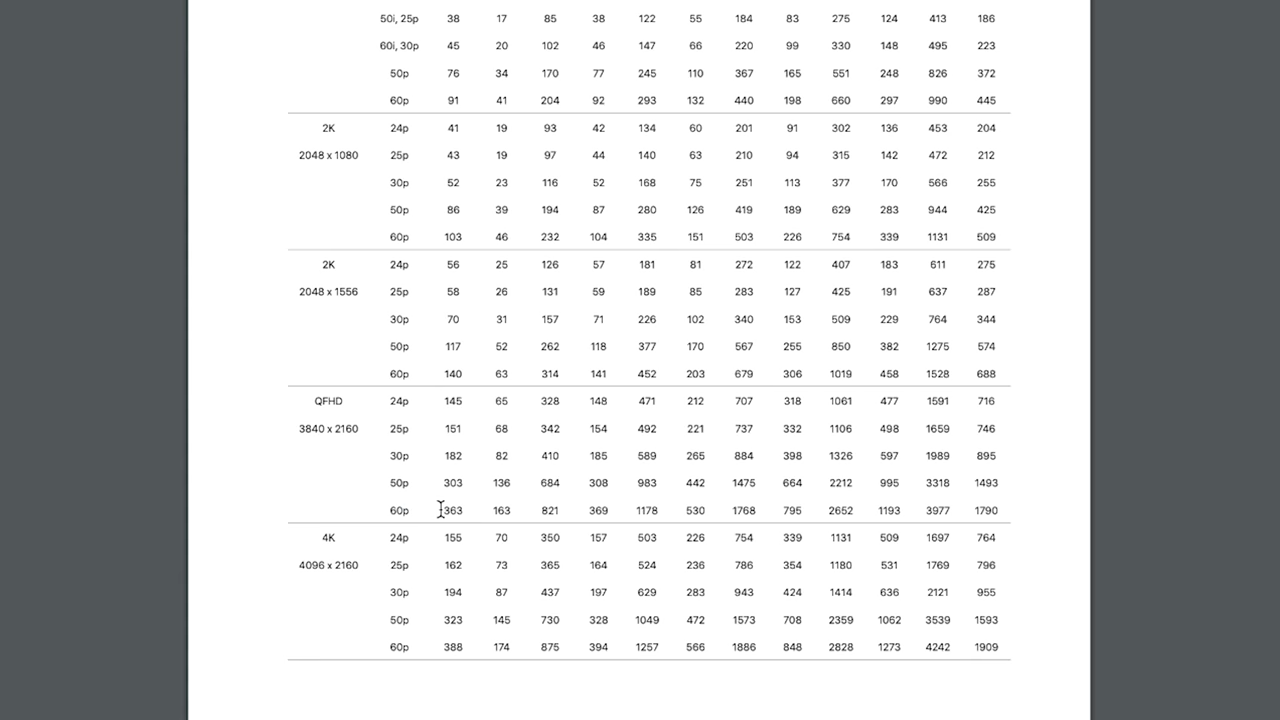 50i, 25p 38 17 85 38 122 55 184 83 275 124 413 186
60i, 30p 45 20 102 46 147 66 220 99 330 148 495 223
50p 76 34 170 77 245 110 367 165 551 248 826 372
60p 91 41 204 92 293 132 440 198 660 297 990 445
2K 24p 41 19 93 42 134 60 201 91 302 136 453 204
2048 x 1080 25p 43 19 97 44 140 63 210 94 315 142 472 212
30p 52 23 116 52 168 75 251 113 377 170 566 255
50p 86 39 194 87 280 126 419 189 629 283 944 425
60p 103 46 232 104 335 151 503 226 754 339 1131 509
2K 24p 56 25 126 57 181 81 272 122 407 183 611 275
2048 x 1556 25p 58 26 131 59 189 85 283 127 425 191 637 287
30p 70 31 157 71 226 102 340 153 509 229 764 344
50p 117 52 262 118 377 170 567 255 850 382 1275 574
60p 140 63 314 141 452 203 679 306 1019 458 1528 688
QFHD 24p 145 65 328 148 471 212 707 318 1061 477 1591 716
3840 x 2160 25p 151 68 342 154 492 221 737 332 1106 498 1659 746
30p 182 82 410 185 589 265 884 398 1326 597 1989 895
50p 303 136 684 308 983 442 1475 664 2212 995 3318 1493
60p 363 163 821 369 1178 530 1768 795 2652 1193 3977 1790
4K 24p 155 70 350 157 503 226 754 339 1131 509 1697 764
4096 x 2160 25p 162 73 365 164 524 236 786 354 1180 531 1769 796
30p 194 87 437 197 629 283 943 424 1414 636 2121 955
50p 323 145 730 328 1049 472 1573 708 2359 1062 3539 1593
60p 388 174 875 394 1257 566 1886 848 2828 1273 4242 1909